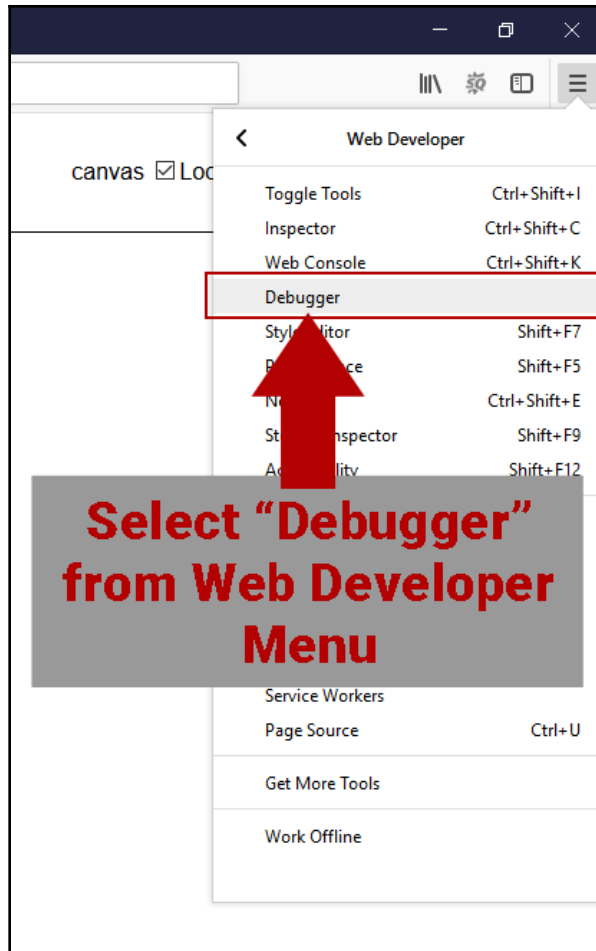 Web Developer
canvas Loc
Toggle Tools Ctrl+Shift+I
Inspector Ctrl+Shift+C
Web Console Ctrl+Shift+K
Debugger
Shift+F7
Shift+F5
Ctrl+Shift+E
Shift+F9
Shift+F12
Select “Debugger”
from Web Developer
Menu
Service Workers
Page Source Ctrl+U
Get More Tools
Work Offline